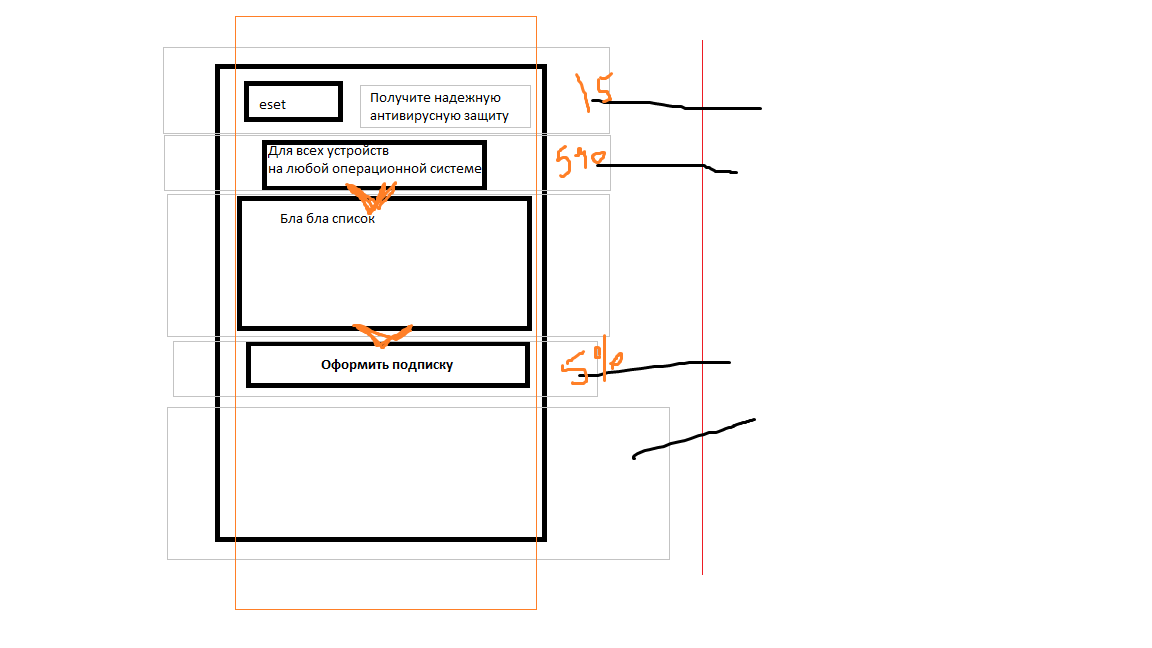 eset
Получите надежную
антивирусную защиту
15
Для всех устройств
на любой операционной системе
Бла бла список
Оформить подписку
5%